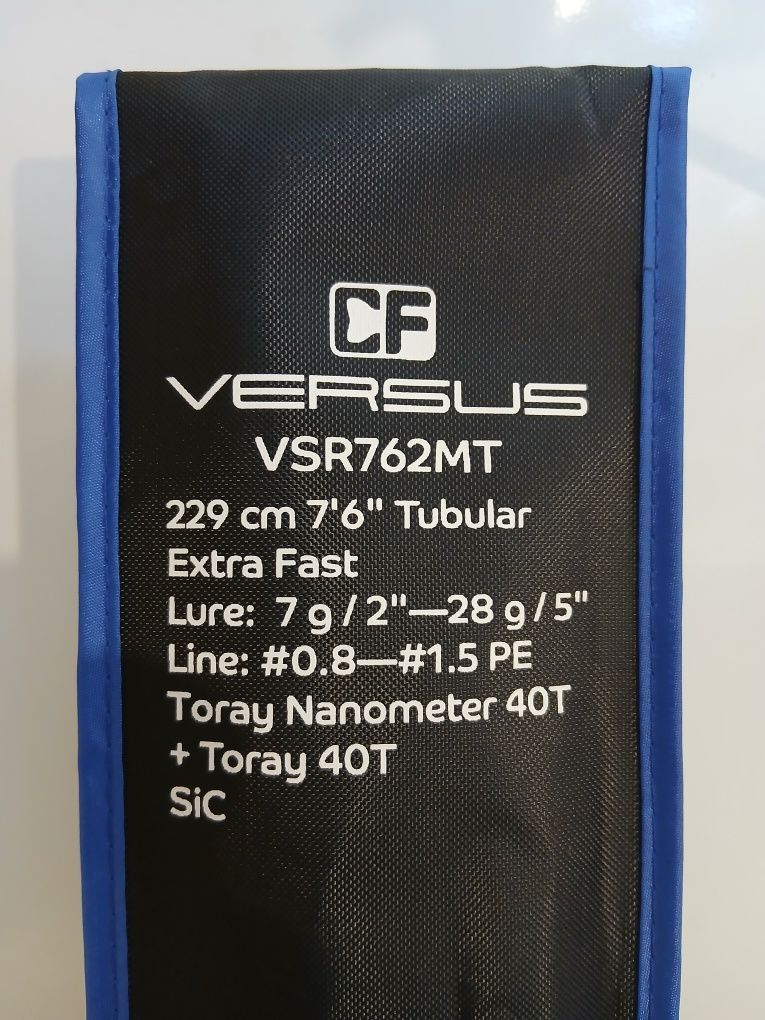 CF
VERSUS
VSR762MT
229 cm 7'6" Tubular
Extra Fast
Lure: 7 g / 2"—28 g / 5"
Line: #0.8—#1.5 PE
Toray Nanometer 40T
+ Toray 40T
SiC